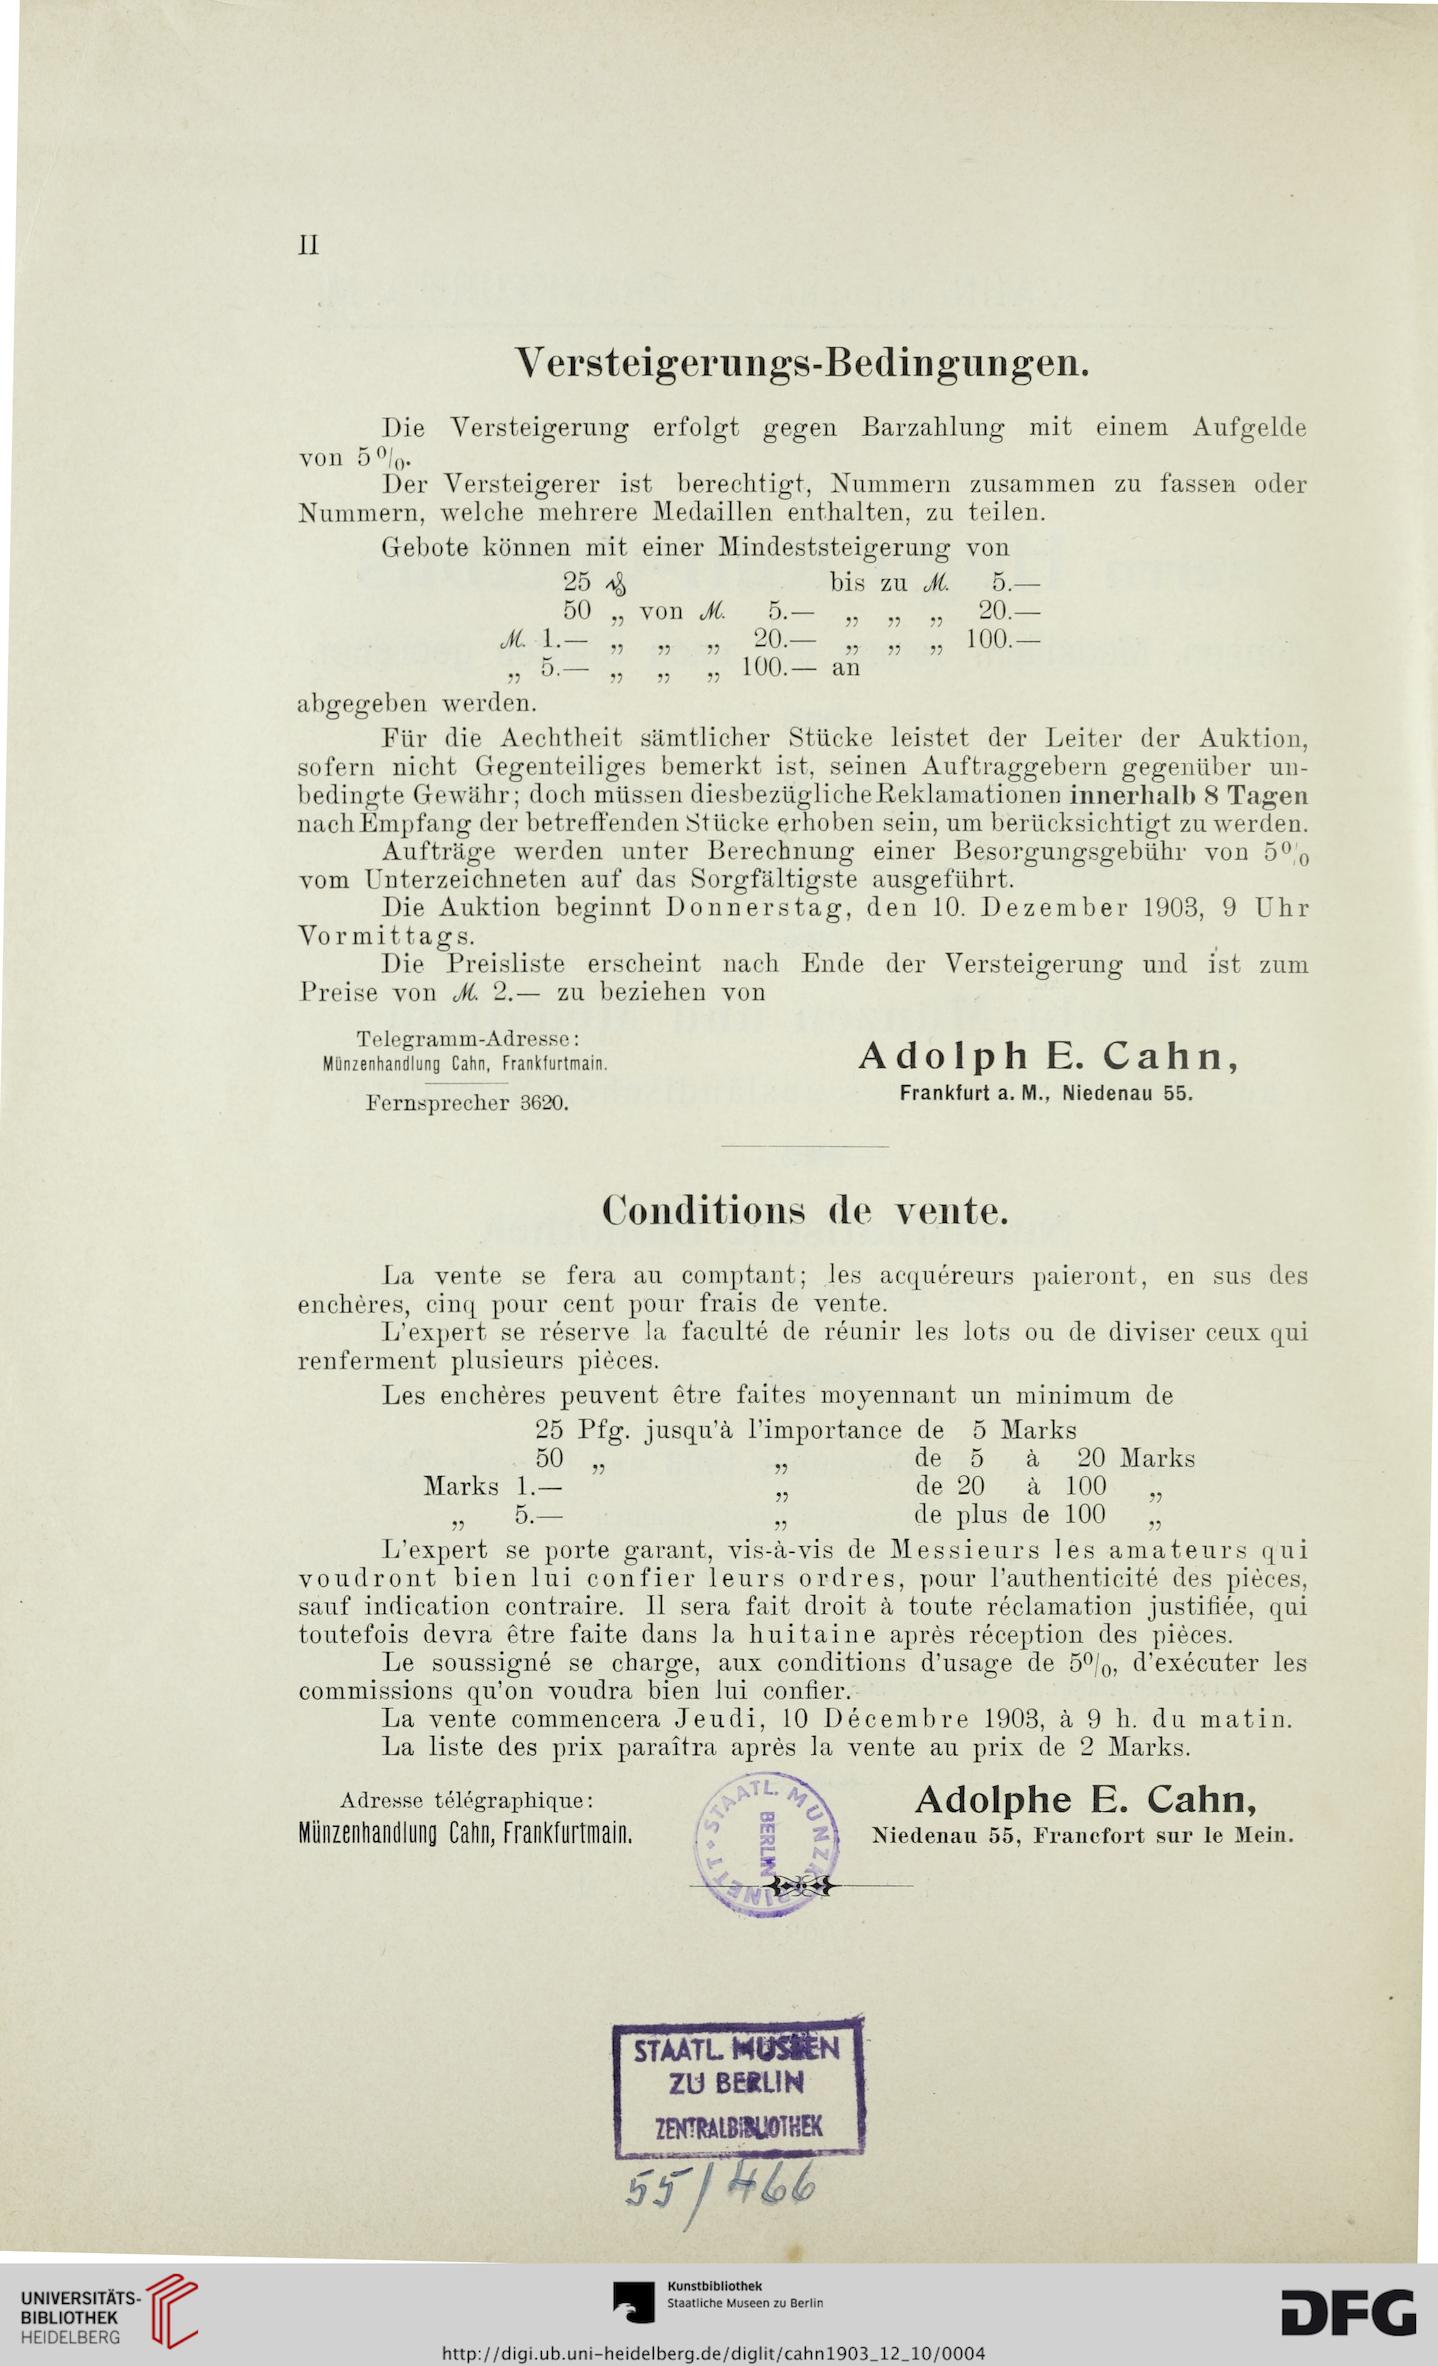 II
Versteigerungs-Bedingungen.
Die Versteigerung erfolgt gegen Barzahlung mit einem Aufgelde
von 5 0/0.
Der Versteigerer ist berechtigt, Nummern zusammen zu fassen oder
Nummern, welche mehrere Medaillen enthalten, zu teilen.
Gebote können mit einer Mindeststeigerung von
25 ₰ bis zu ℳ. 5.—
50 „ von ℳ. 5.— „ „ „ 20.—
ℳ. 1.— „ „ „ 20.— „ „ „ 100.—
„ 5.— „ „ „ 100.— an
abgegeben werden.
Für die Aechtheit sämtlicher Stücke leistet der Leiter der Auktion,
sofern nicht Gegenteiliges bemerkt ist, seinen Auftraggebern gegenüber un-
bedingte Gewähr; doch müssen diesbezügliche Reklamationen innerhalb 8 Tagen
nach Empfang der betreffenden Stücke erhoben sein, um berücksichtigt zu werden.
Aufträge werden unter Berechnung einer Besorgungsgebühr von 5 0/0
vom Unterzeichneten auf das Sorgfältigste ausgeführt.
Die Auktion beginnt Donnerstag, den 10. Dezember 1903, 9 Uhr
Vormittags.
Die Preisliste erscheint nach Ende der Versteigerung und ist zum
Preise von ℳ. 2.— zu beziehen von
Telegramm-Adresse:
Münzenhandlung Cahn, Frankfurtmain.
Fernsprecher 3620.
Adolph E. Cahn,
Frankfurt a. M., Niedenau 55.
Conditions de vente.
La vente se fera au comptant; les acquéreurs paieront, en sus des
enchères, cinq pour cent pour frais de vente.
L'expert se réserve la faculté de réunir les lots ou de diviser ceux qui
renferment plusieurs pièces.
Les enchères peuvent être faites moyennant un minimum de
25 Pfg. jusqu'à l'importance de 5 Marks
50 „ „ de 5 à 20 Marks
Marks 1.— „ de 20 à 100 „
„ 5.— „ de plus de 100 „
L'expert se porte garant, vis-à-vis de Messieurs les amateurs qui
voudront bien lui confier leurs ordres, pour l'authenticité des pièces,
sauf indication contraire. Il sera fait droit à toute réclamation justifiée, qui
toutefois devra être faite dans la huitaine après réception des pièces.
Le soussigné se charge, aux conditions d'usage de 5 0/0, d'exécuter les
commissions qu'on voudra bien lui confier.
La vente commencera Jeudi, 10 Décembre 1903, à 9 h. du matin.
La liste des prix paraîtra après la vente au prix de 2 Marks.
Adresse télégraphique:
Münzenhandlung Cahn, Frankfurtmain.
STAATL. MÜNZKABINETT
BERLIN
Adolphe E. Cahn,
Niedenau 55, Francfort sur le Mein.
STAATL. MUSEEN
ZU BERLIN
ZENTRALBIBLIOTHEK
55/466
UNIVERSITÄTS-
BIBLIOTHEK
HEIDELBERG
Kunstbibliothek
Staatliche Museen zu Berlin
DFG
http://digi.ub.uni-heidelberg.de/diglit/cahn1903_12_10/0004